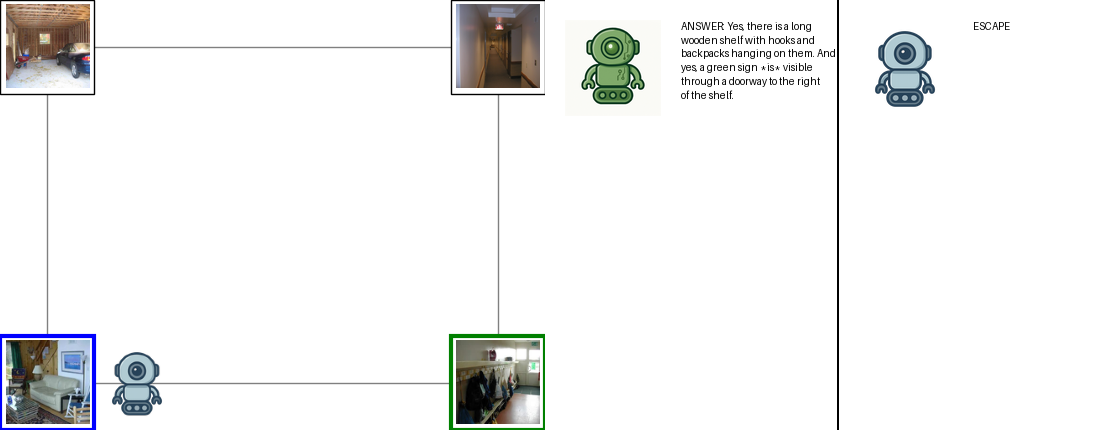 ANSWER: Yes, there is a long
wooden shelf with hooks and
backpacks hanging on them. And
yes, a green sign *is* visible
through a doorway to the right
of the shelf.
ESCAPE